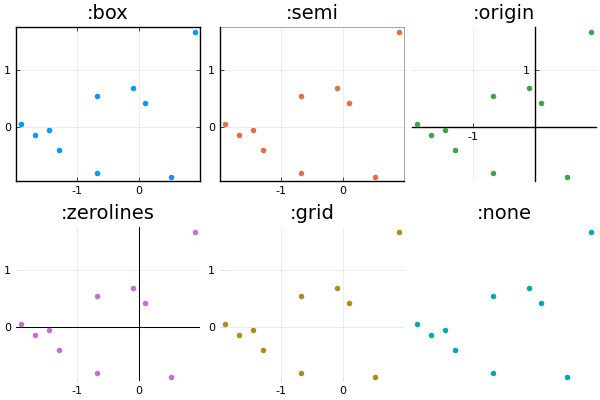 :box :semi :origin
1 1 1
0 0 -1
-1 0 -1 0
:zerolines :grid :none
1 1
0 0
-1 0 -1 0